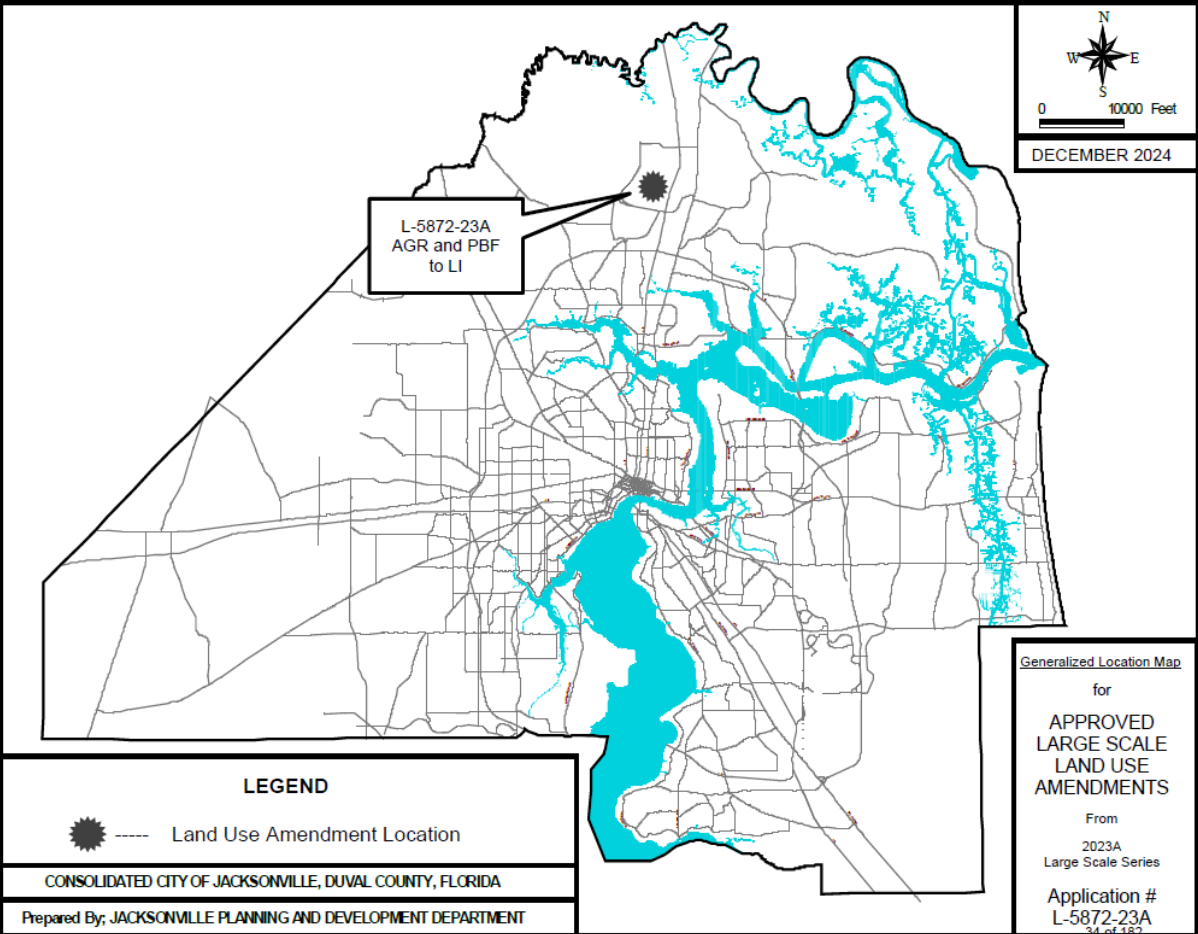 N
W E
S
0 10000 Feet
DECEMBER 2024
L-5872-23A
AGR and PBF
to LI
Generalized Location Map
for
APPROVED
LARGE SCALE
LAND USE
AMENDMENTS
From
2023A
Large Scale Series
Application #
L-5872-23A
34 of 182
LEGEND
----- Land Use Amendment Location
CONSOLIDATED CITY OF JACKSONVILLE, DUVAL COUNTY, FLORIDA
Prepared By; JACKSONVILLE PLANNING AND DEVELOPMENT DEPARTMENT